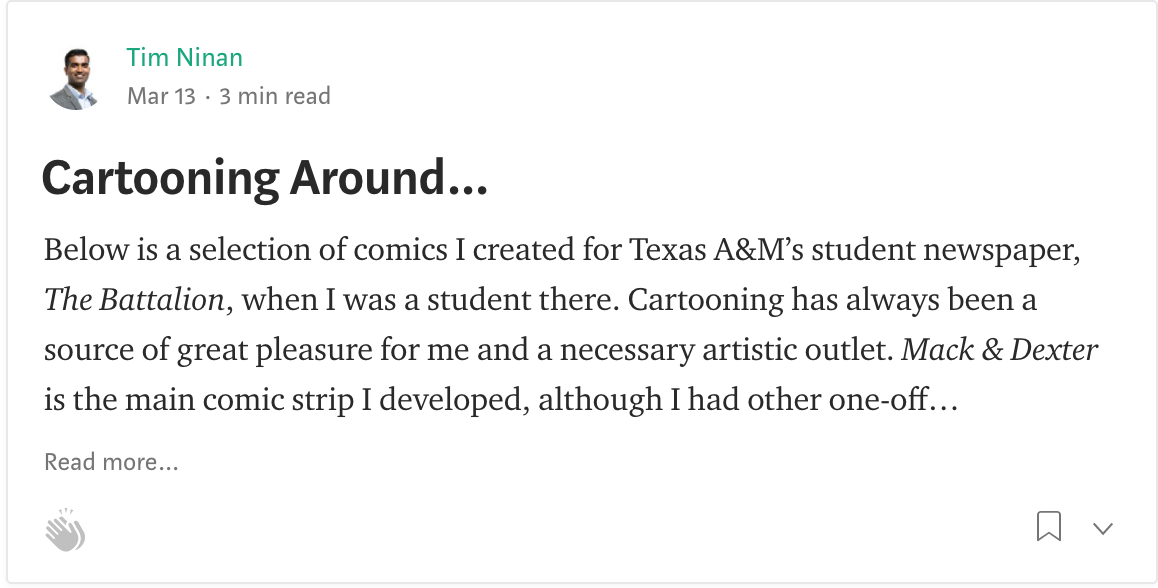 Tim Ninan
Mar 13 · 3 min read
Cartooning Around...
Below is a selection of comics I created for Texas A&M’s student newspaper,
The Battalion, when I was a student there. Cartooning has always been a
source of great pleasure for me and a necessary artistic outlet. Mack & Dexter
is the main comic strip I developed, although I had other one-off…
Read more...